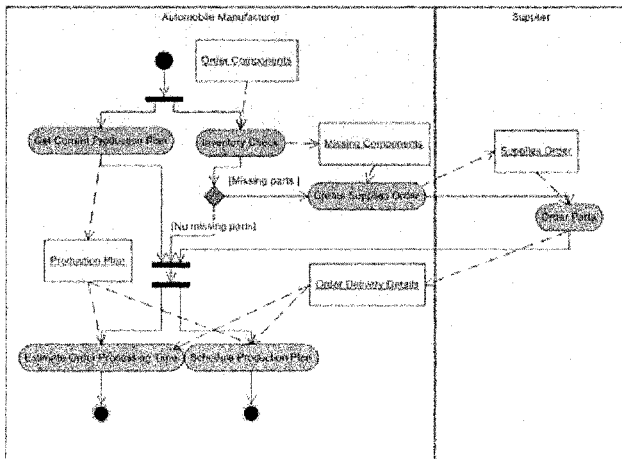 Automobile Manufacturer
Supplier
Order Components
Get Current Production Plan
Inventory Check
Missing Components
Supplies Order
[Missing parts ]
Create Supplies Order
Order Parts
[No missing parts]
Production Plan
Order Delivery Details
Estimate Order Processing Time
Schedule Production Plan